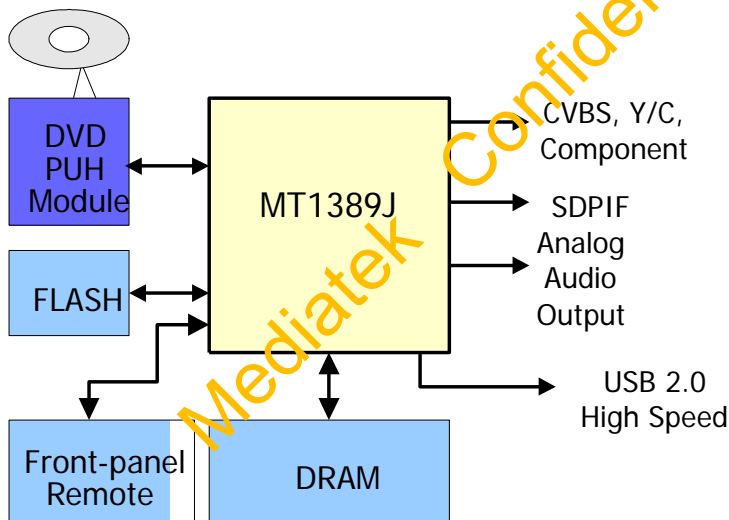 DVD
PUH
Module
FLASH
Front-panel
Remote
MT1389J
DRAM
CVBS, Y/C,
Component
SDPIF
Analog
Audio
Output
USB 2.0
High Speed
Mediatek Confiden